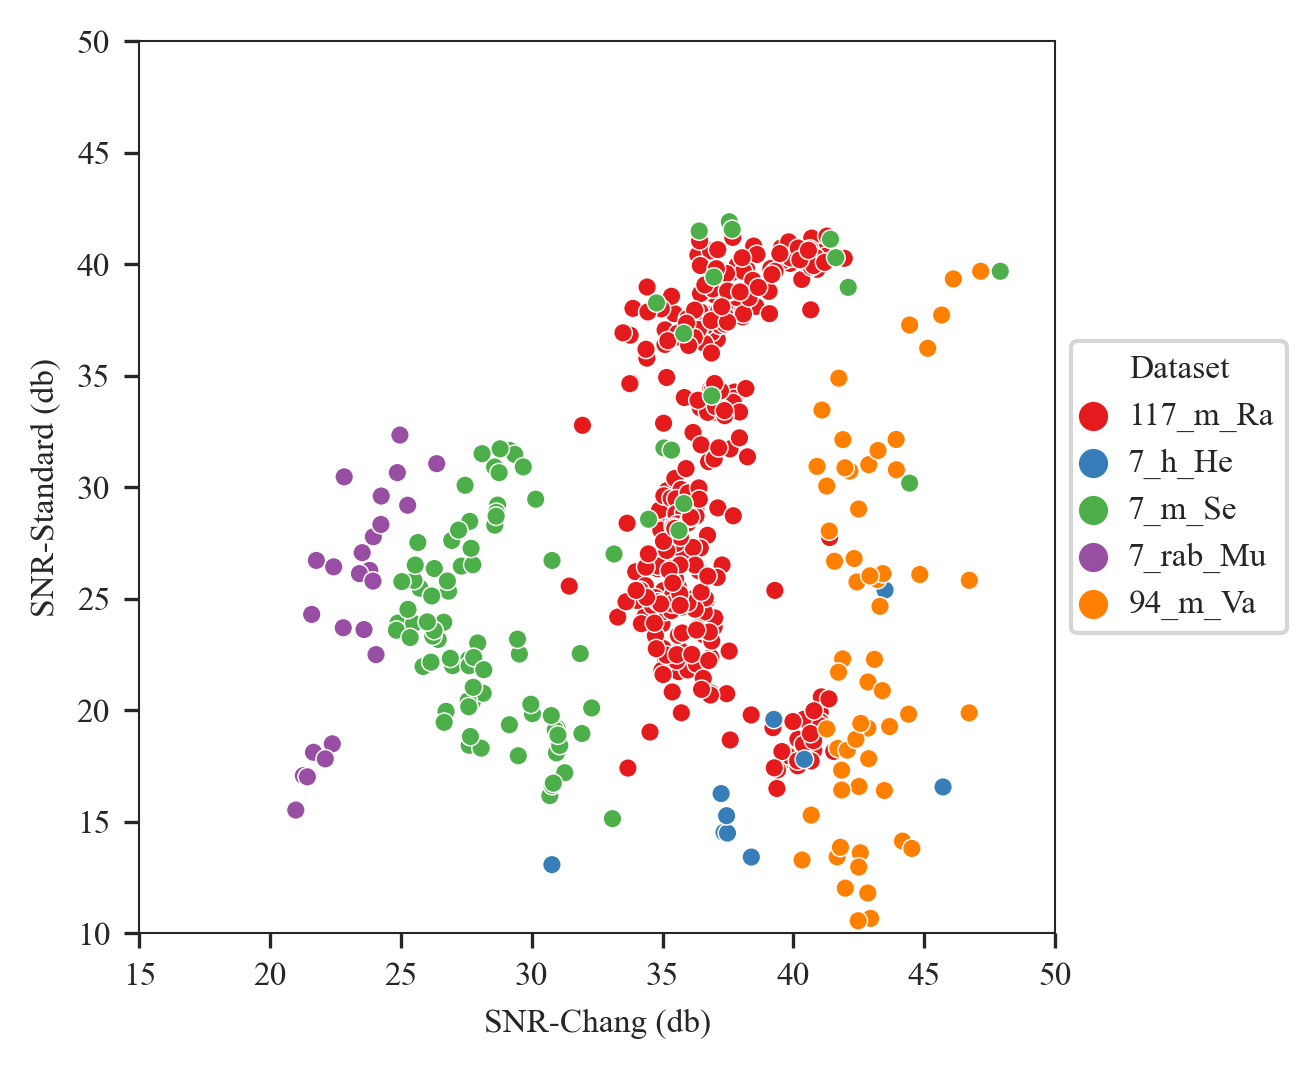 50
45
40
35
30
25
20
15
10
SNR-Standard (db)
15 20 25 30 35 40 45 50
SNR-Chang (db)
Dataset
117_m_Ra
7_h_He
7_m_Se
7_rab_Mu
94_m_Va